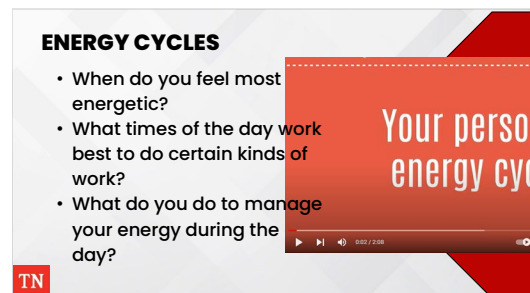 ENERGY CYCLES
• When do you feel most
energetic?
• What times of the day work
best to do certain kinds of
work?
• What do you do to manage
your energy during the
day?
Your perso
energy cyc
0:02 / 2:08
TN